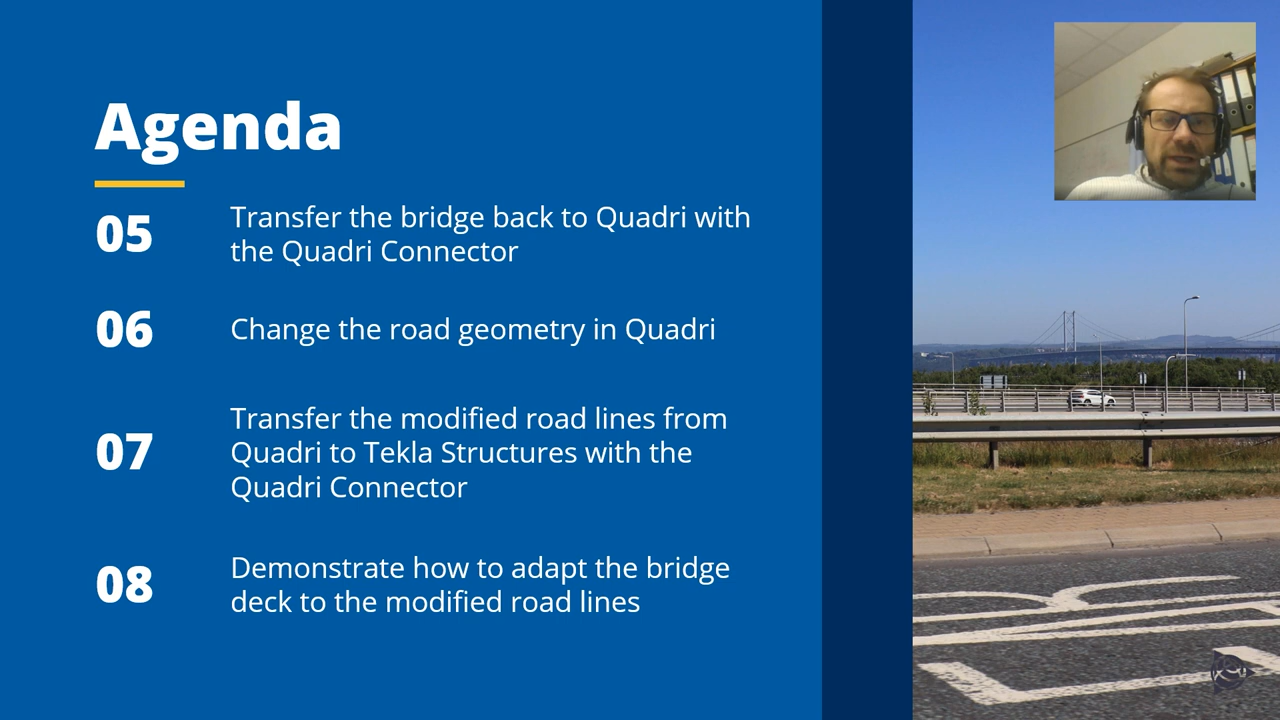 Agenda
05
Transfer the bridge back to Quadri with
the Quadri Connector
06
Change the road geometry in Quadri
07
Transfer the modified road lines from
Quadri to Tekla Structures with the
Quadri Connector
08
Demonstrate how to adapt the bridge
deck to the modified road lines